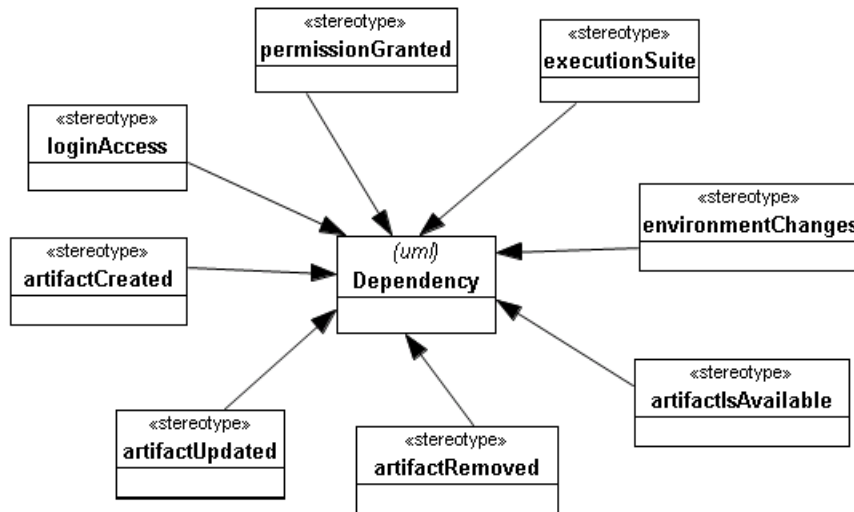 «stereotype»
permissionGranted
«stereotype»
executionSuite
«stereotype»
loginAccess
«stereotype»
environmentChanges
(uml)
Dependency
«stereotype»
artifactCreated
«stereotype»
artifactIsAvailable
«stereotype»
artifactUpdated
«stereotype»
artifactRemoved